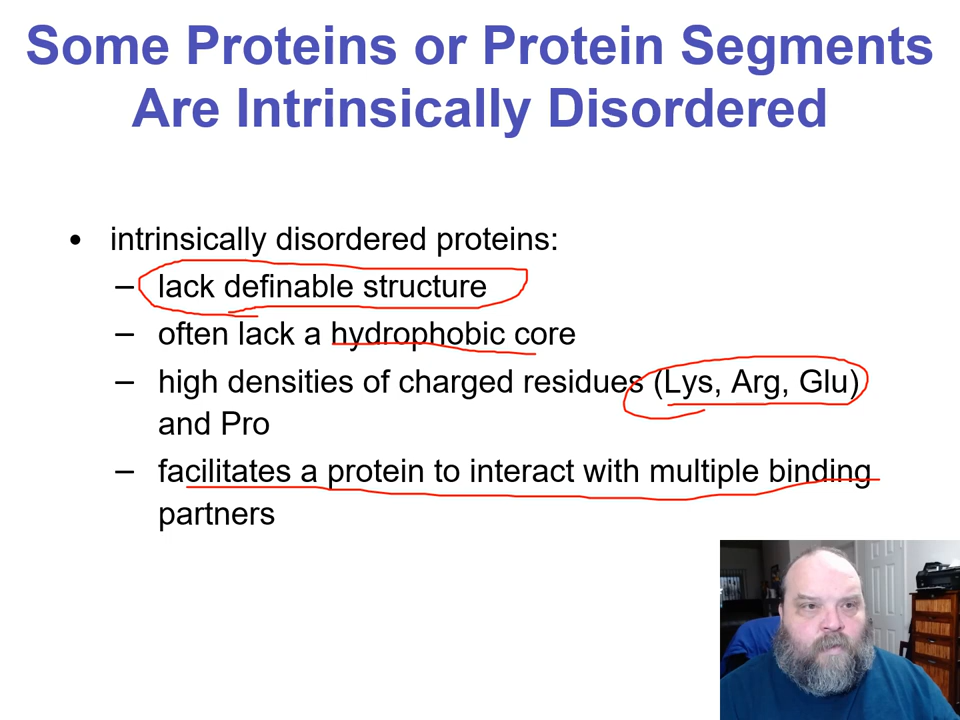 Some Proteins or Protein Segments
Are Intrinsically Disordered
• intrinsically disordered proteins:
– lack definable structure
– often lack a hydrophobic core
– high densities of charged residues (Lys, Arg, Glu)
and Pro
– facilitates a protein to interact with multiple binding
partners